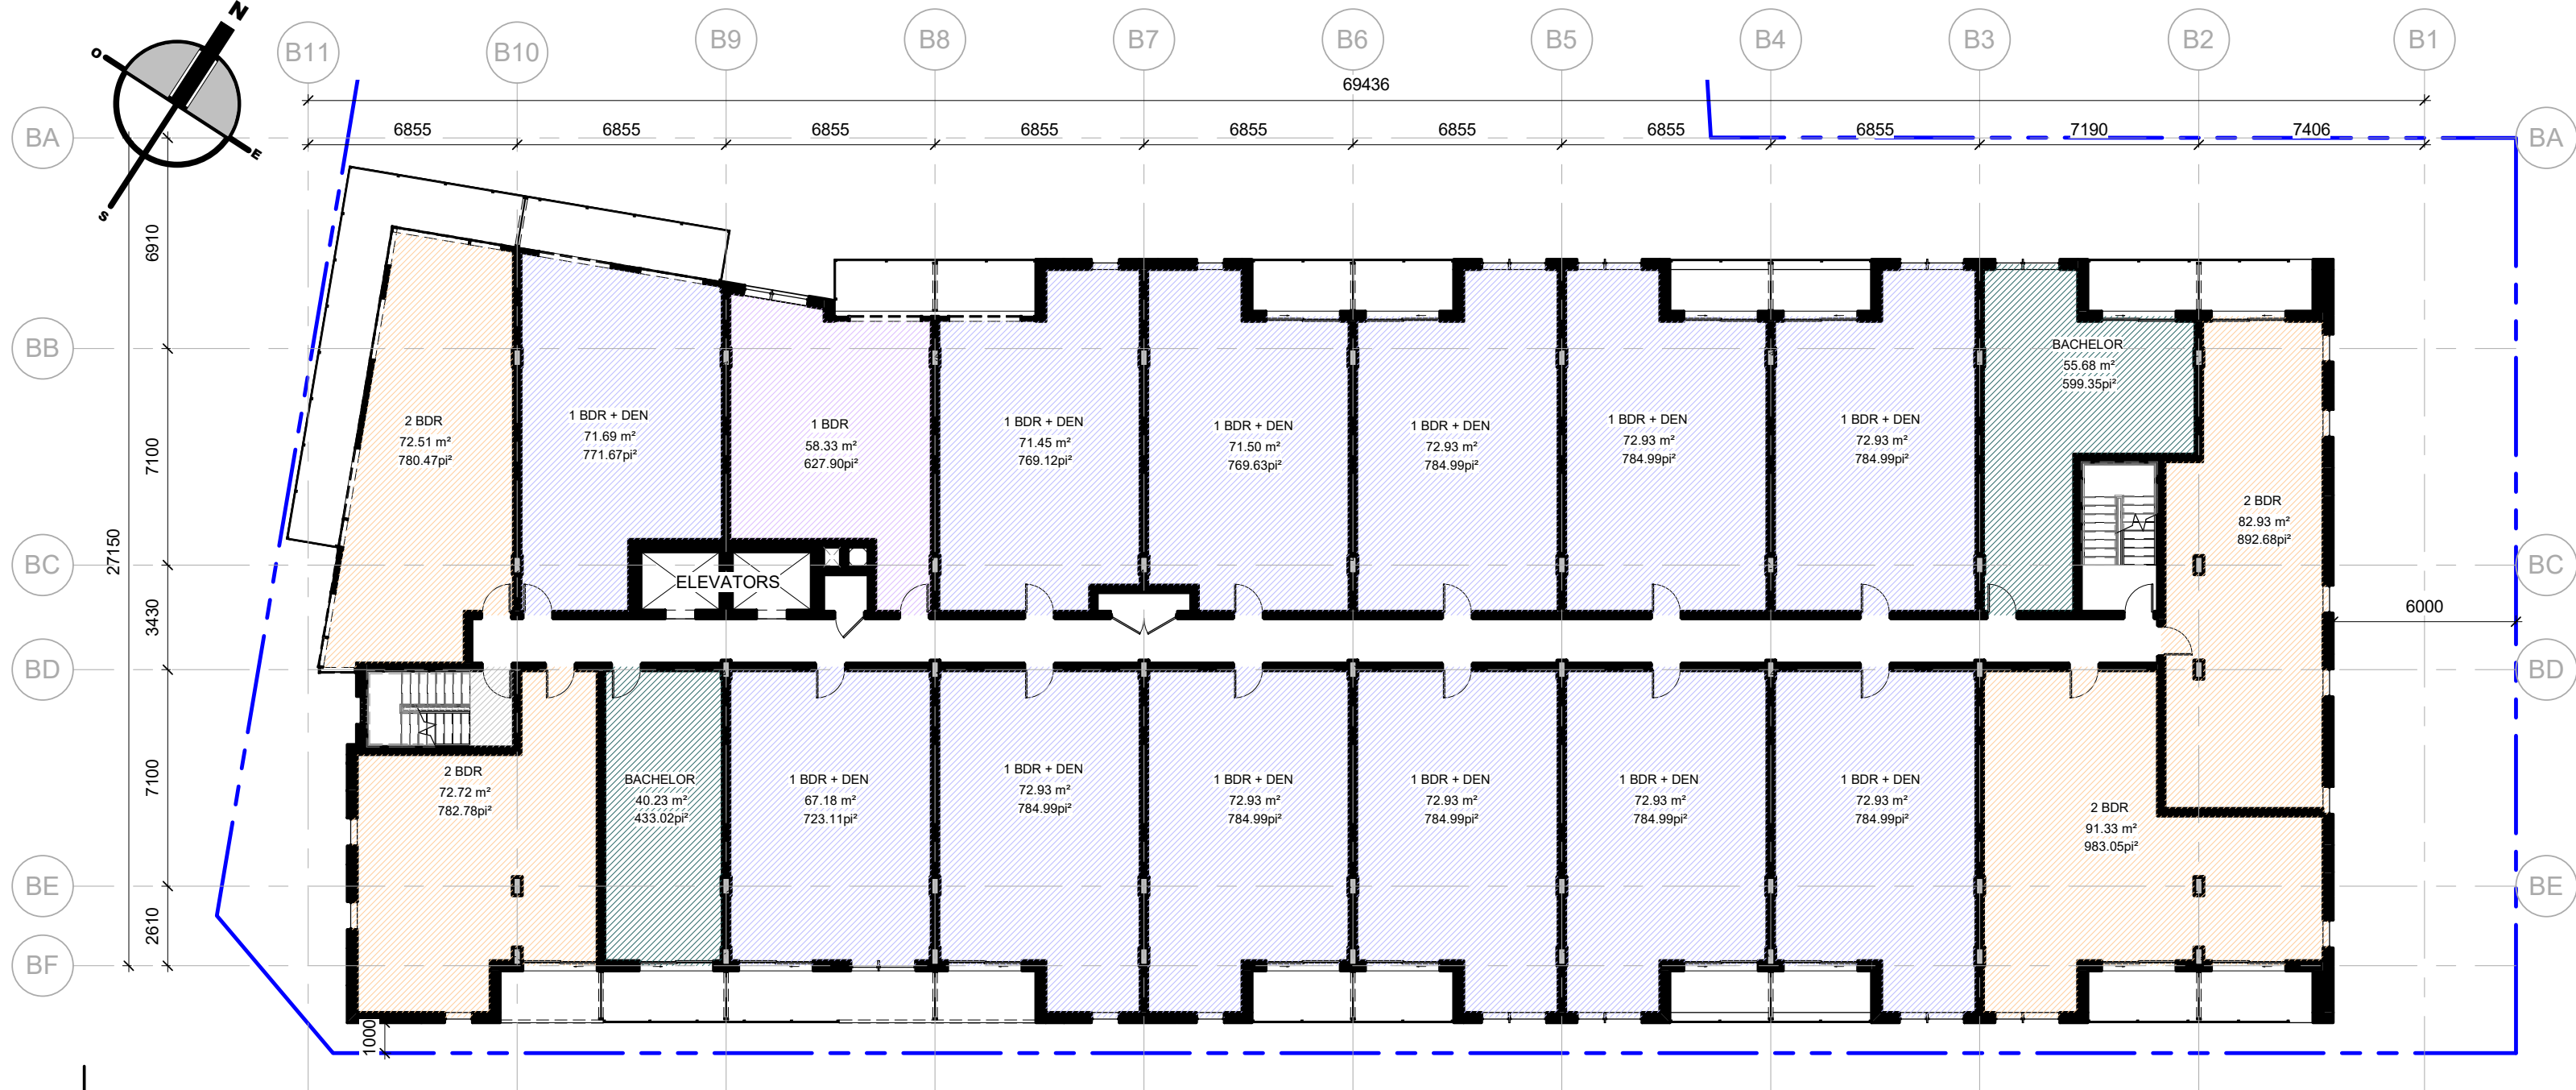 N
O
E
S
B11
B10
B9
B8
B7
B6
B5
B4
B3
B2
B1
69436
6855
6855
6855
6855
6855
6855
6855
6855
7190
7406
BA
BA
6910
BB
7100
27150
BC
BC
3430
BD
BD
7100
BE
BE
2610
BF
1000
6000
2 BDR
72.51 m²
780.47pi²
1 BDR + DEN
71.69 m²
771.67pi²
1 BDR
58.33 m²
627.90pi²
1 BDR + DEN
71.45 m²
769.12pi²
1 BDR + DEN
71.50 m²
769.63pi²
1 BDR + DEN
72.93 m²
784.99pi²
1 BDR + DEN
72.93 m²
784.99pi²
1 BDR + DEN
72.93 m²
784.99pi²
BACHELOR
55.68 m²
599.35pi²
2 BDR
82.93 m²
892.68pi²
ELEVATORS
2 BDR
72.72 m²
782.78pi²
BACHELOR
40.23 m²
433.02pi²
1 BDR + DEN
67.18 m²
723.11pi²
1 BDR + DEN
72.93 m²
784.99pi²
1 BDR + DEN
72.93 m²
784.99pi²
1 BDR + DEN
72.93 m²
784.99pi²
1 BDR + DEN
72.93 m²
784.99pi²
1 BDR + DEN
72.93 m²
784.99pi²
2 BDR
91.33 m²
983.05pi²